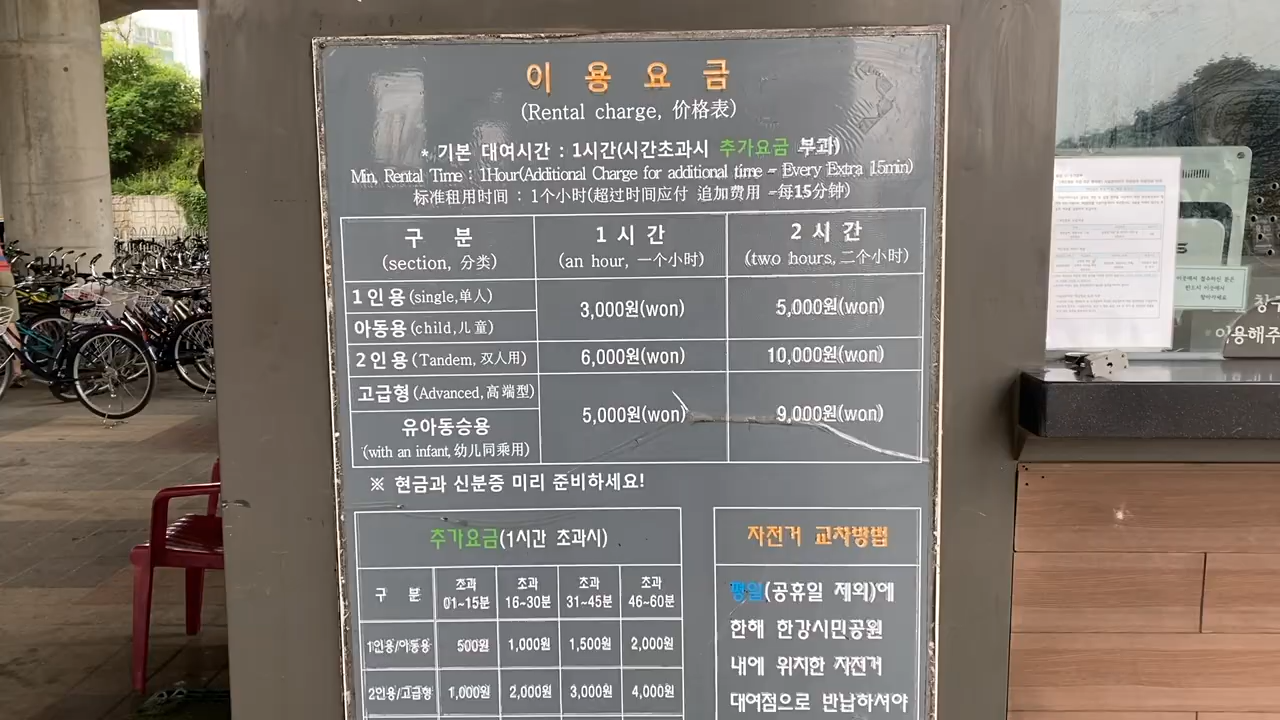 이용요금
(Rental charge, 价格表)
* 기본 대여시간 : 1시간(시간초과시 추가요금 부과)
Min, Rental Time : 1Hour(Additional Charge for additional time - Every Extra 15min)
标准租用时间 : 1个小时(超过时间应付 追加费用 -每15分钟)
구 분 1시간 2시간
(section, 分类) (an hour, 一个小时) (two hours, 二个小时)
1인용(single,单人) 3,000원(won) 5,000원(won)
아동용(child,儿童)
2인용(Tandem, 双人用) 6,000원(won) 10,000원(won)
고급형(Advanced,高端型) 5,000원(won) 9,000원(won)
유아동승용
(with an infant,幼儿同乘用)
※ 현금과 신분증 미리 준비하세요!
추가요금(1시간 초과시)
구 분 초과 01~15분 초과 16~30분 초과 31~45분 초과 46~60분
1인용/아동용 500원 1,000원 1,500원 2,000원
2인용/고급형 1,000원 2,000원 3,000원 4,000원
자전거 교차방법
평일(공휴일 제외)에
한해 한강시민공원
내에 위치한 자전거
대여점으로 반납하셔야
이용해주